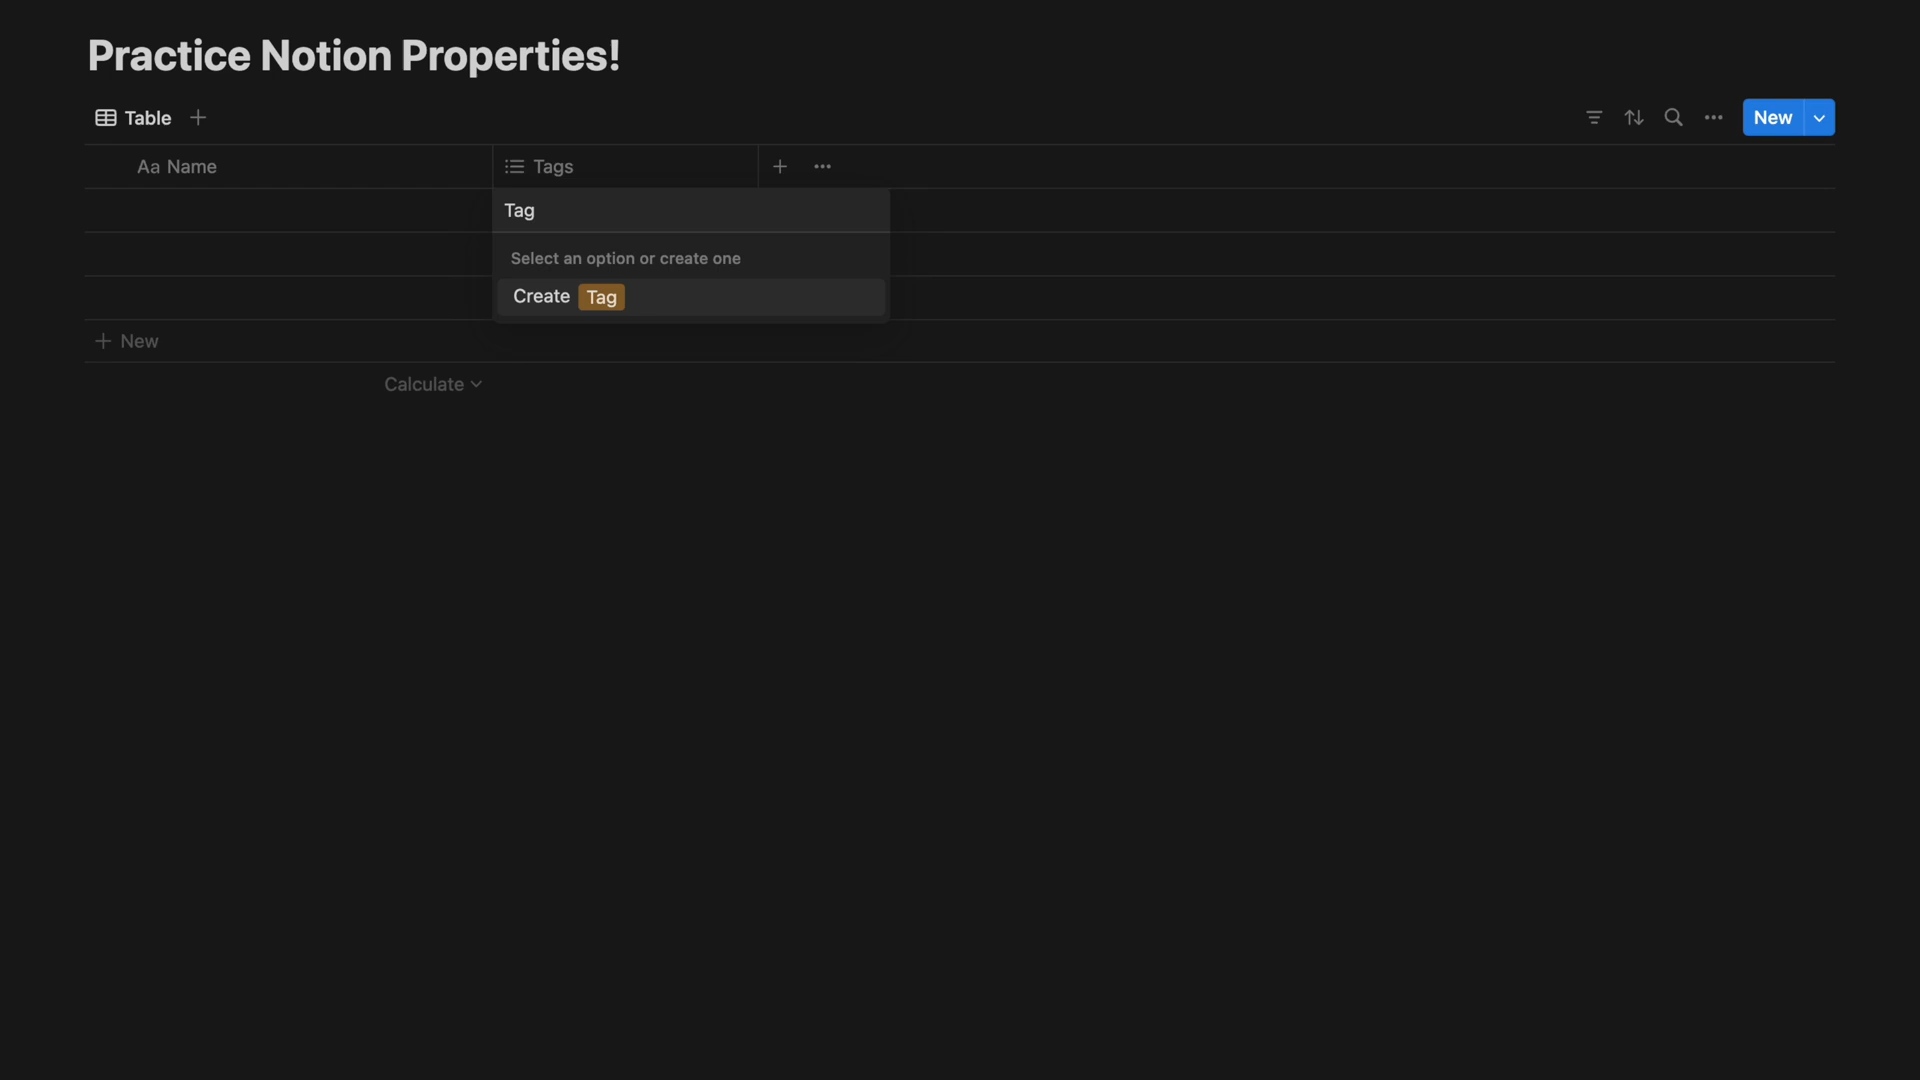 Practice Notion Properties!
Table
New
Aa Name
Tags
Tag
Select an option or create one
Create Tag
New
Calculate